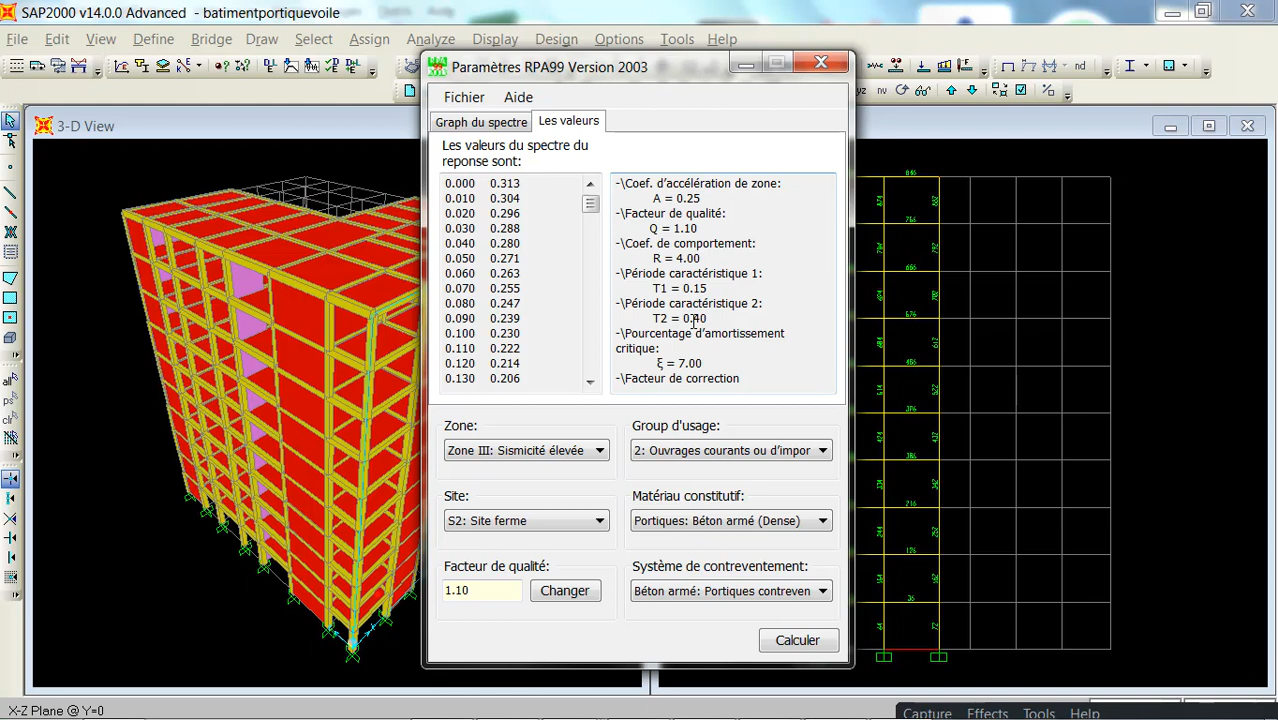 SAP2000 v14.0.0 Advanced - batimentportiquevoile
File Edit View Define Bridge Draw Select Assign Analyze Display Design Options Tools Help
nd
3-D View
Paramètres RPA99 Version 2003
Fichier Aide
Graph du spectre Les valeurs
Les valeurs du spectre du
reponse sont:
0.000 0.313
0.010 0.304
0.020 0.296
0.030 0.288
0.040 0.280
0.050 0.271
0.060 0.263
0.070 0.255
0.080 0.247
0.090 0.239
0.100 0.230
0.110 0.222
0.120 0.214
0.130 0.206
-\Coef. d'accélération de zone:
A = 0.25
-\Facteur de qualité:
Q = 1.10
-\Coef. de comportement:
R = 4.00
-\Période caractéristique 1:
T1 = 0.15
-\Période caractéristique 2:
T2 = 0.40
-\Pourcentage d'amortissement
critique:
ξ = 7.00
-\Facteur de correction
Zone:
Zone III: Sismicité élevée
Group d'usage:
2: Ouvrages courants ou d'impor
Site:
S2: Site ferme
Matériau constitutif:
Portiques: Béton armé (Dense)
Facteur de qualité:
1.10 Changer
Système de contreventement:
Béton armé: Portiques contreven
Calculer
all
ps
clr
X-Z Plane @ Y=0
Capture Effects Tools Help